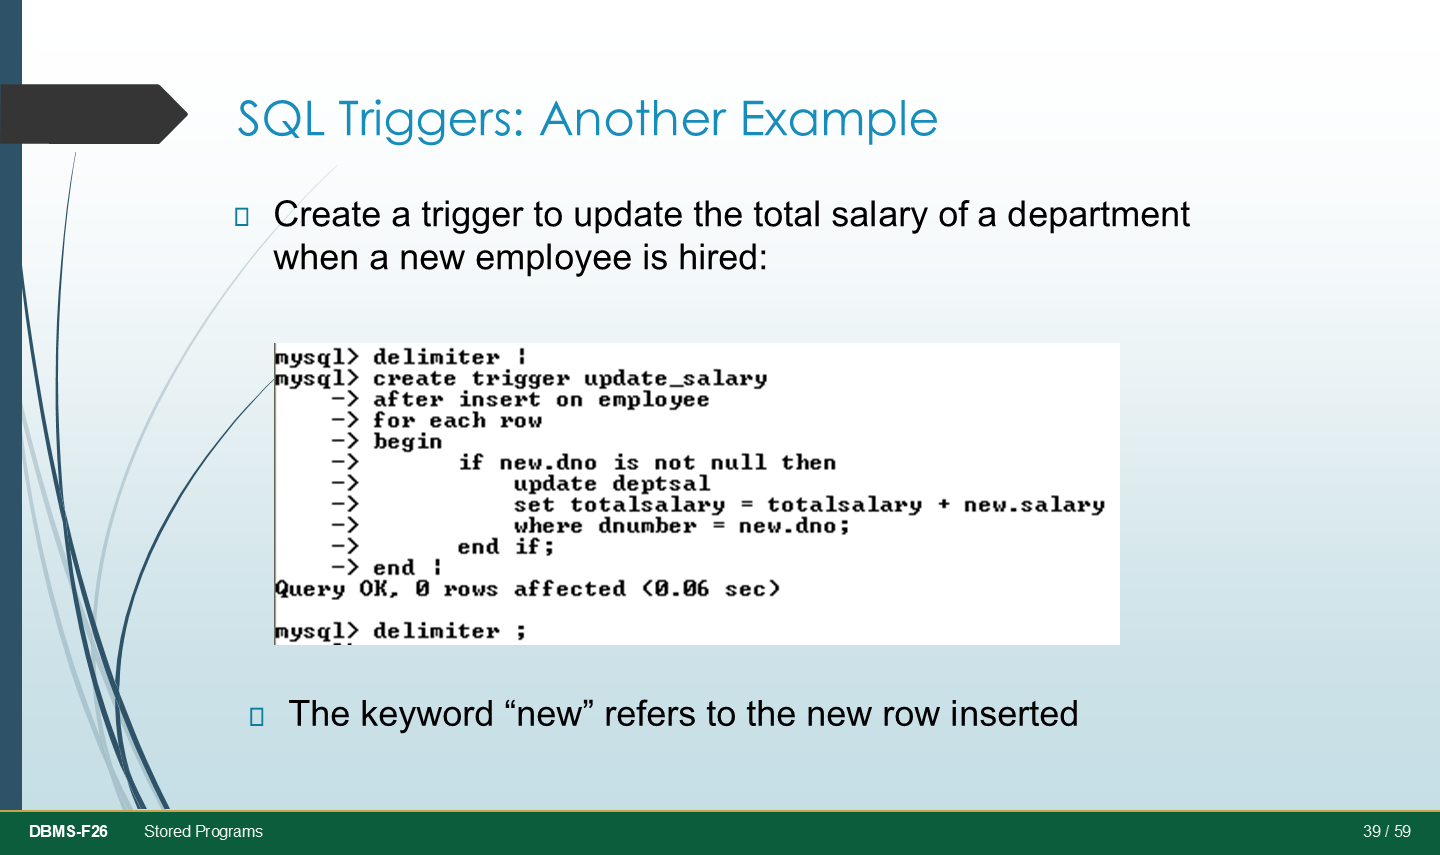 SQL Triggers: Another Example
Create a trigger to update the total salary of a department
when a new employee is hired:
mysql> delimiter |
mysql> create trigger update_salary
-> after insert on employee
-> for each row
-> begin
-> if new.dno is not null then
-> update deptsal
-> set totalsalary = totalsalary + new.salary
-> where dnumber = new.dno;
-> end if;
-> end |
Query OK, 0 rows affected (0.06 sec)
mysql> delimiter ;
The keyword “new” refers to the new row inserted
DBMS-F26 Stored Programs 39 / 59